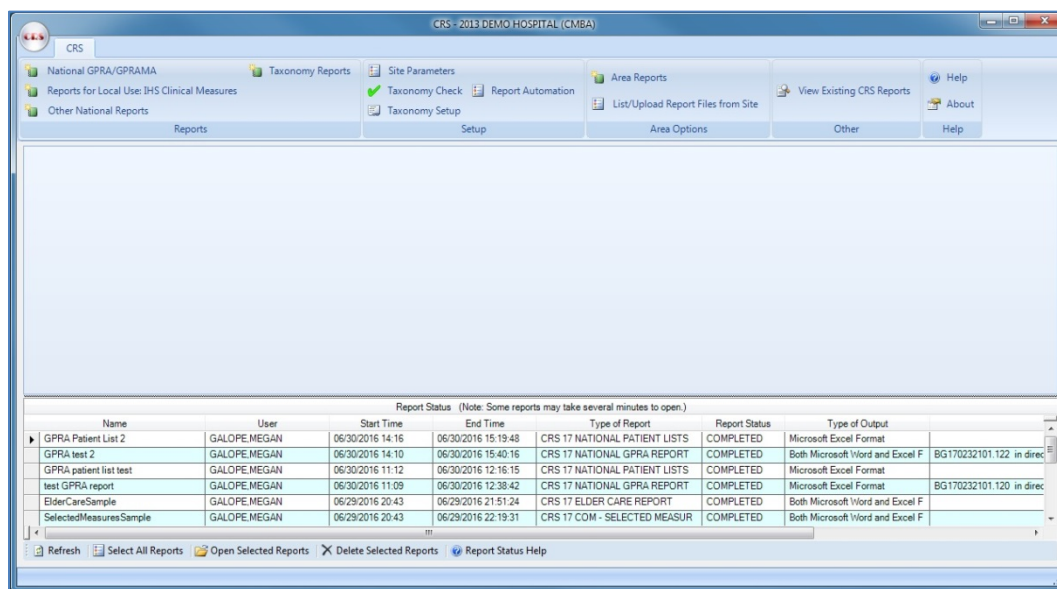 CRS - 2013 DEMO HOSPITAL (CMBA)
CRS
CRS
National GPRA/GPRAMA
Taxonomy Reports
Reports for Local Use: IHS Clinical Measures
Other National Reports
Reports
Site Parameters
Taxonomy Check Report Automation
Taxonomy Setup
Setup
Area Reports
List/Upload Report Files from Site
Area Options
View Existing CRS Reports
Other
Help
About
Help
Report Status (Note: Some reports may take several minutes to open.)
Name User Start Time End Time Type of Report Report Status Type of Output
GPRA Patient List 2 GALOPE,MEGAN 06/30/2016 14:16 06/30/2016 15:19:48 CRS 17 NATIONAL PATIENT LISTS COMPLETED Microsoft Excel Format
GPRA test 2 GALOPE,MEGAN 06/30/2016 14:10 06/30/2016 15:40:16 CRS 17 NATIONAL GPRA REPORT COMPLETED Both Microsoft Word and Excel F BG170232101.122 in direc
GPRA patient list test GALOPE,MEGAN 06/30/2016 11:12 06/30/2016 12:16:15 CRS 17 NATIONAL PATIENT LISTS COMPLETED Microsoft Excel Format
test GPRA report GALOPE,MEGAN 06/30/2016 11:09 06/30/2016 12:38:42 CRS 17 NATIONAL GPRA REPORT COMPLETED Microsoft Excel Format BG170232101.120 in direc
ElderCareSample GALOPE,MEGAN 06/29/2016 20:43 06/29/2016 21:51:24 CRS 17 ELDER CARE REPORT COMPLETED Both Microsoft Word and Excel F
SelectedMeasuresSample GALOPE,MEGAN 06/29/2016 20:43 06/29/2016 22:19:31 CRS 17 COM - SELECTED MEASUR COMPLETED Both Microsoft Word and Excel F
Refresh Select All Reports Open Selected Reports Delete Selected Reports Report Status Help